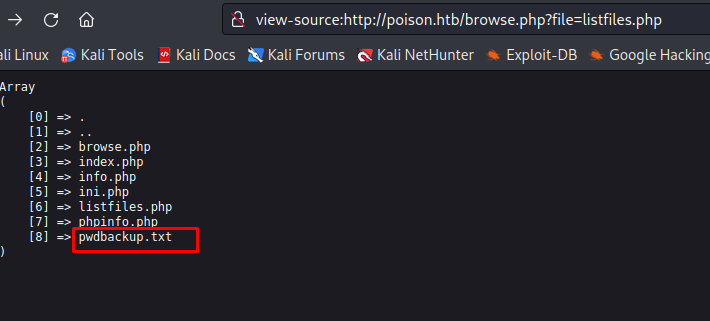 view-source:http://poison.htb/browse.php?file=listfiles.php
ali Linux Kali Tools Kali Docs Kali Forums Kali NetHunter Exploit-DB Google Hacking
Array
(
[0] => .
[1] => ..
[2] => browse.php
[3] => index.php
[4] => info.php
[5] => ini.php
[6] => listfiles.php
[7] => phpinfo.php
[8] => pwdbackup.txt
)